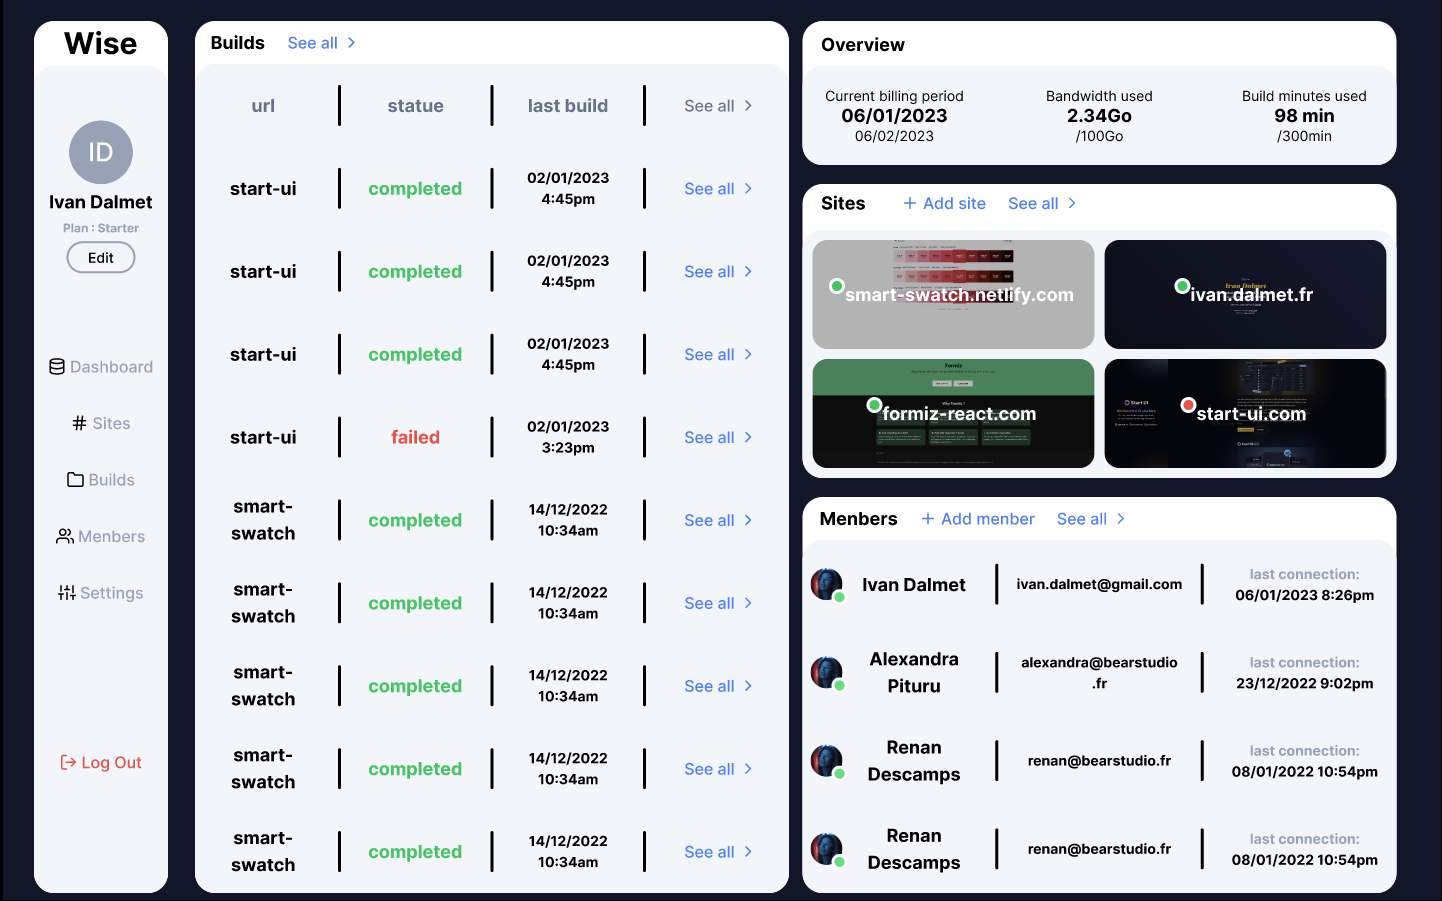 Wise
ID
Ivan Dalmet
Plan : Starter
Edit
Dashboard
Sites
Builds
Menbers
Settings
Log Out
Builds See all
url statue last build See all
start-ui completed 02/01/2023 4:45pm See all
start-ui completed 02/01/2023 4:45pm See all
start-ui completed 02/01/2023 4:45pm See all
start-ui failed 02/01/2023 3:23pm See all
smart-swatch completed 14/12/2022 10:34am See all
smart-swatch completed 14/12/2022 10:34am See all
smart-swatch completed 14/12/2022 10:34am See all
smart-swatch completed 14/12/2022 10:34am See all
smart-swatch completed 14/12/2022 10:34am See all
Overview
Current billing period Bandwidth used Build minutes used
06/01/2023 2.34Go 98 min
06/02/2023 /100Go /300min
Sites + Add site See all
smart-swatch.netlify.com
Ivan Dalmet
ivan.dalmet.fr
Formiz
Why Formiz ?
formiz-react.com
Start UI
start-ui.com
Menbers + Add menber See all
Ivan Dalmet ivan.dalmet@gmail.com last connection: 06/01/2023 8:26pm
Alexandra Pituru alexandra@bearstudio.fr last connection: 23/12/2022 9:02pm
Renan Descamps renan@bearstudio.fr last connection: 08/01/2022 10:54pm
Renan Descamps renan@bearstudio.fr last connection: 08/01/2022 10:54pm